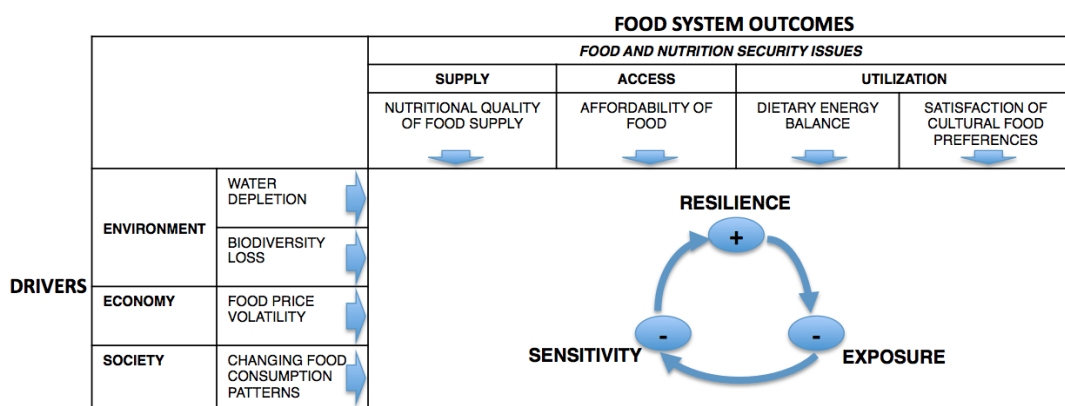 FOOD SYSTEM OUTCOMES
FOOD AND NUTRITION SECURITY ISSUES
SUPPLY
ACCESS
UTILIZATION
NUTRITIONAL QUALITY
OF FOOD SUPPLY
AFFORDABILITY OF
FOOD
DIETARY ENERGY
BALANCE
SATISFACTION OF
CULTURAL FOOD
PREFERENCES
DRIVERS
ENVIRONMENT
WATER
DEPLETION
BIODIVERSITY
LOSS
ECONOMY
FOOD PRICE
VOLATILITY
SOCIETY
CHANGING FOOD
CONSUMPTION
PATTERNS
RESILIENCE
+
SENSITIVITY
-
-
EXPOSURE